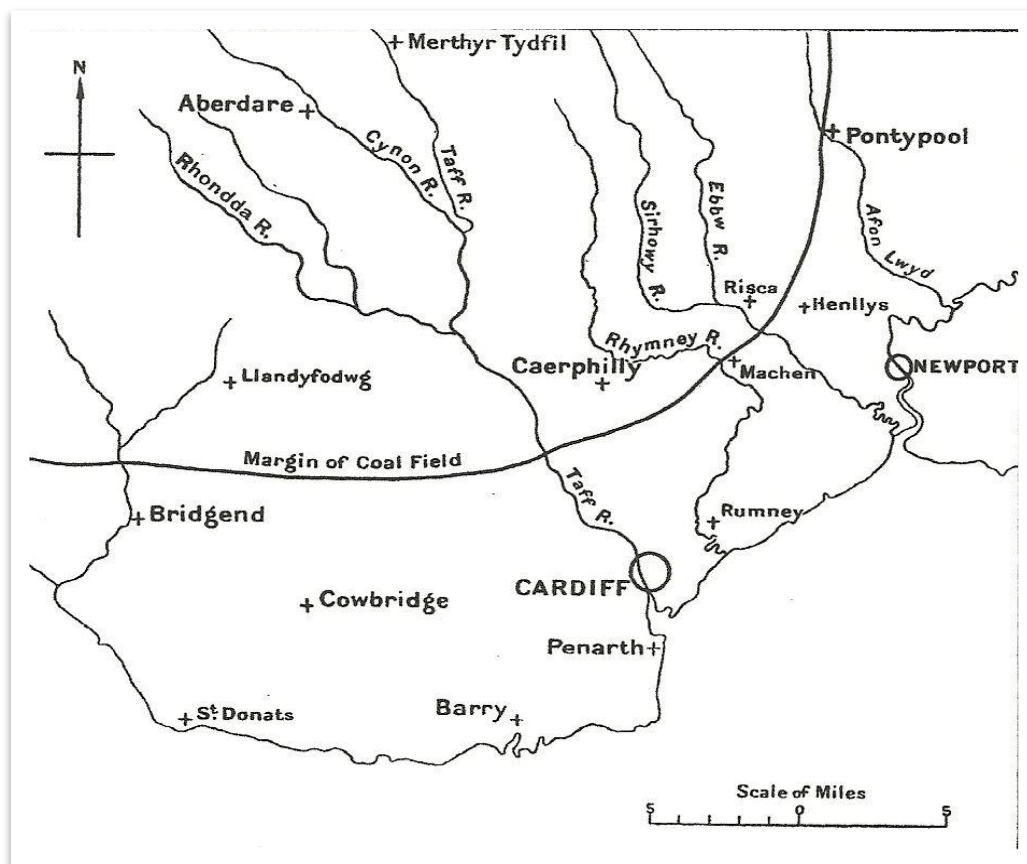 N
Merthyr Tydfil
Aberdare
Cynon R.
Taff R.
Pontypool
Rhondda R.
Sirhowy R.
Ebbw R.
Afon Lwyd
Risca
Henllys
Rhymney R.
Caerphilly
Machen
NEWPORT
Llandyfodwg
Margin of Coal Field
Taff R.
Bridgend
Rumney
CARDIFF
Cowbridge
Penarth
St. Donats
Barry
Scale of Miles
5 0 5